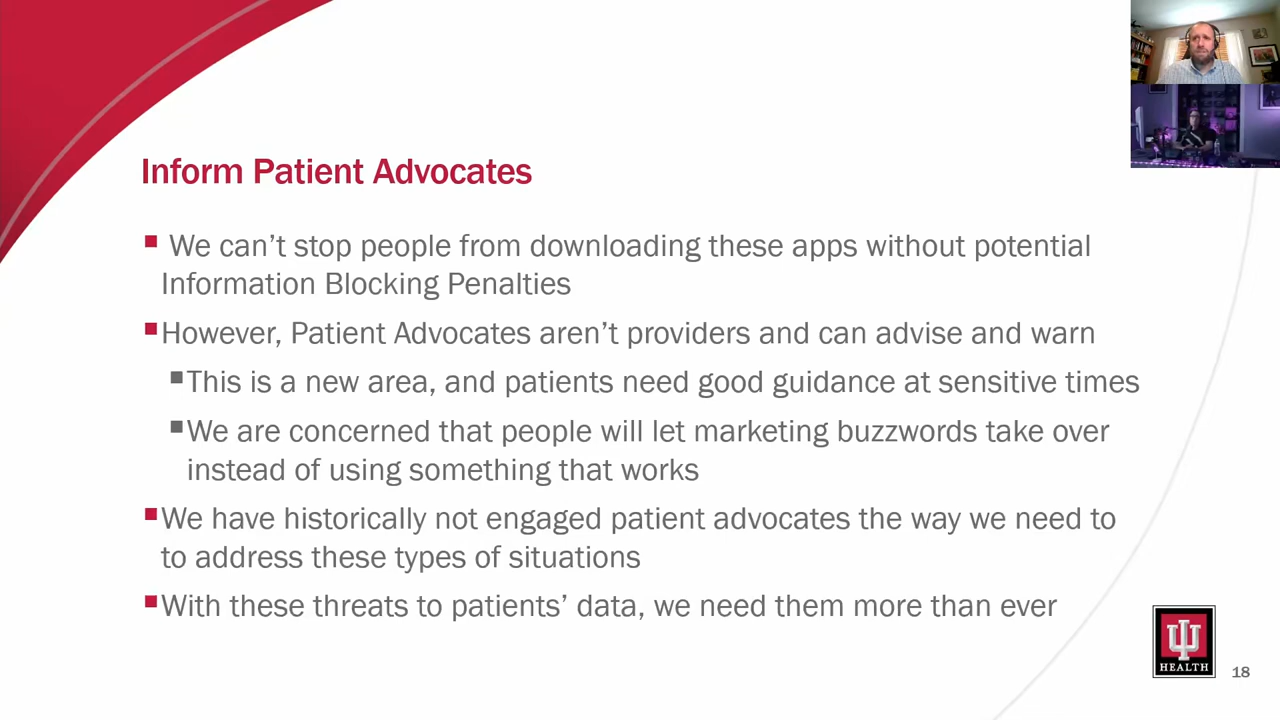 Inform Patient Advocates
We can't stop people from downloading these apps without potential
Information Blocking Penalties
However, Patient Advocates aren't providers and can advise and warn
This is a new area, and patients need good guidance at sensitive times
We are concerned that people will let marketing buzzwords take over
instead of using something that works
We have historically not engaged patient advocates the way we need to
to address these types of situations
With these threats to patients' data, we need them more than ever
IU
HEALTH
18